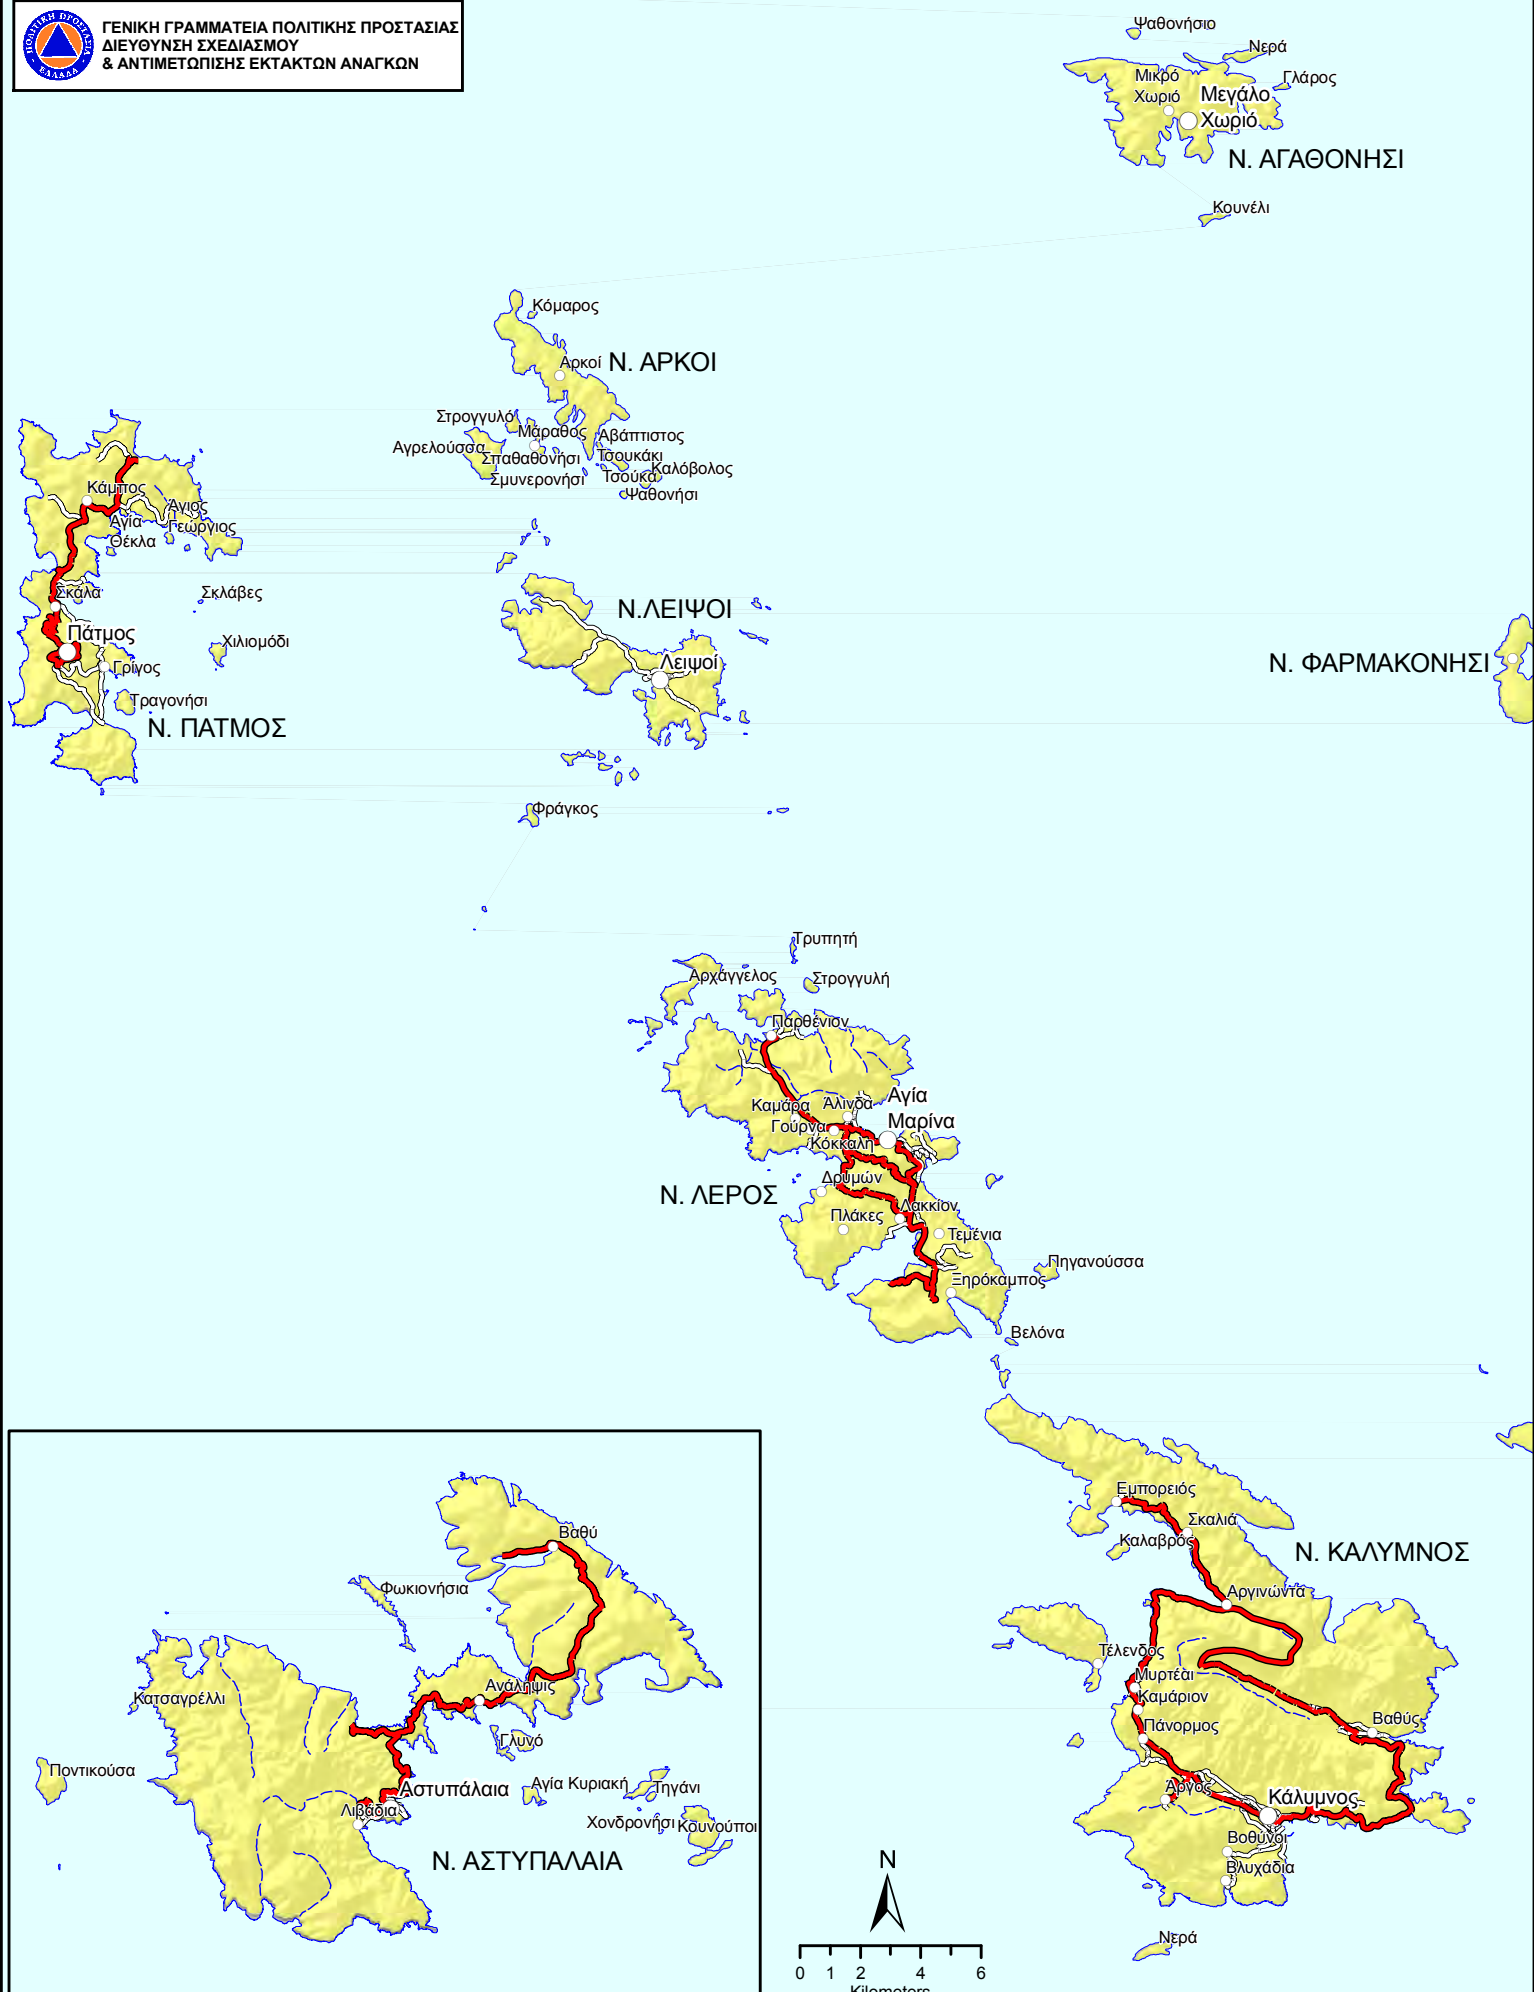 ΓΕΝΙΚΗ ΓΡΑΜΜΑΤΕΙΑ ΠΟΛΙΤΙΚΗΣ ΠΡΟΣΤΑΣΙΑΣ
ΔΙΕΥΘΥΝΣΗ ΣΧΕΔΙΑΣΜΟΥ
& ΑΝΤΙΜΕΤΩΠΙΣΗΣ ΕΚΤΑΚΤΩΝ ΑΝΑΓΚΩΝ
ΠΟΛΙΤΙΚΗ ΠΡΟΣΤΑΣΙΑ
ΕΛΛΑΔΑ
Ψαθονήσιο
Νερά
Γλάρος
Μικρό
Χωριό
Μεγάλο
Χωριό
Ν. ΑΓΑΘΟΝΗΣΙ
Κουνέλι
Κόμαρος
Αρκοί
Ν. ΑΡΚΟΙ
Στρογγυλό
Μάραθος
Αβάπτιστος
Αγρελούσσα
Σπαθαθονήσι
Τσουκάκι
Σμυνερονήσι
Τσούκα
Καλόβολος
Ψαθονήσι
Κάμπος
Άγιος
Γεώργιος
Αγία
Θέκλα
Σκάλα
Σκλάβες
Πάτμος
Χιλιομόδι
Γρίγος
Τραγονήσι
Ν. ΠΑΤΜΟΣ
Ν.ΛΕΙΨΟΙ
Λειψοί
Ν. ΦΑΡΜΑΚΟΝΗΣΙ
Φράγκος
Τρυπητή
Αρχάγγελος
Στρογγυλή
Παρθένιον
Καμάρα
Άλινδα
Αγία
Μαρίνα
Γούρνα
Κόκκαλη
Δρυμών
Ν. ΛΕΡΟΣ
Λακκίον
Πλάκες
Τεμένια
Πηγανούσσα
Ξηρόκαμπος
Βελόνα
Εμπορειός
Σκαλιά
Καλαβρός
Ν. ΚΑΛΥΜΝΟΣ
Αργινώντα
Τέλενδος
Μυρτέαι
Καμάριον
Πάνορμος
Βαθύς
Άργος
Κάλυμνος
Βοθύνοι
Βλυχάδια
Νερά
Βαθύ
Φωκιονήσια
Ανάληψις
Κατσαγρέλλι
Γλυνό
Ποντικούσα
Αστυπάλαια
Αγία Κυριακή
Τηγάνι
Λιβάδια
Χονδρονήσι
Κουνούποι
Ν. ΑΣΤΥΠΑΛΑΙΑ
N
0 1 2 4 6
Kilometers